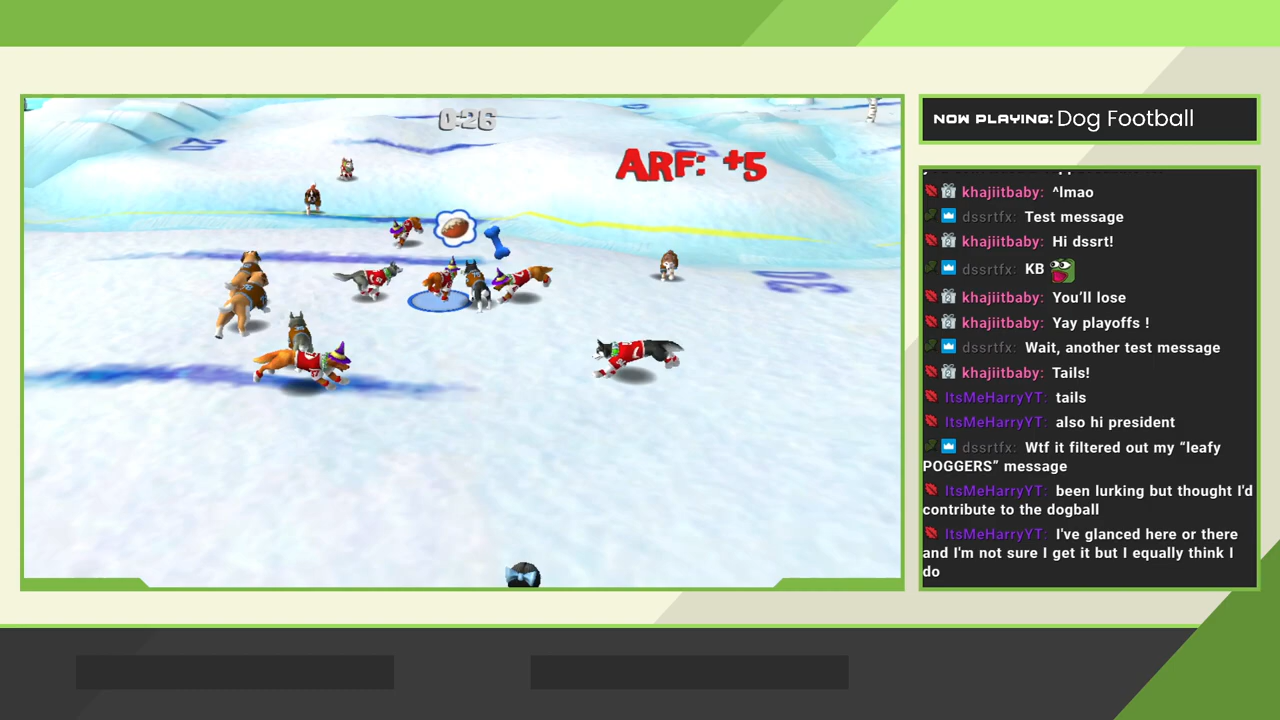 0:26
ARF: +5
NOW PLAYING: Dog Football
khajiitbaby: ^lmao
dssrtfx: Test message
khajiitbaby: Hi dssrt!
dssrtfx: KB
khajiitbaby: You’ll lose
khajiitbaby: Yay playoffs !
dssrtfx: Wait, another test message
khajiitbaby: Tails!
ItsMeHarryYT: tails
ItsMeHarryYT: also hi president
dssrtfx: Wtf it filtered out my “leafy
POGGERS” message
ItsMeHarryYT: been lurking but thought I'd
contribute to the dogball
ItsMeHarryYT: I've glanced here or there
and I'm not sure I get it but I equally think I
do